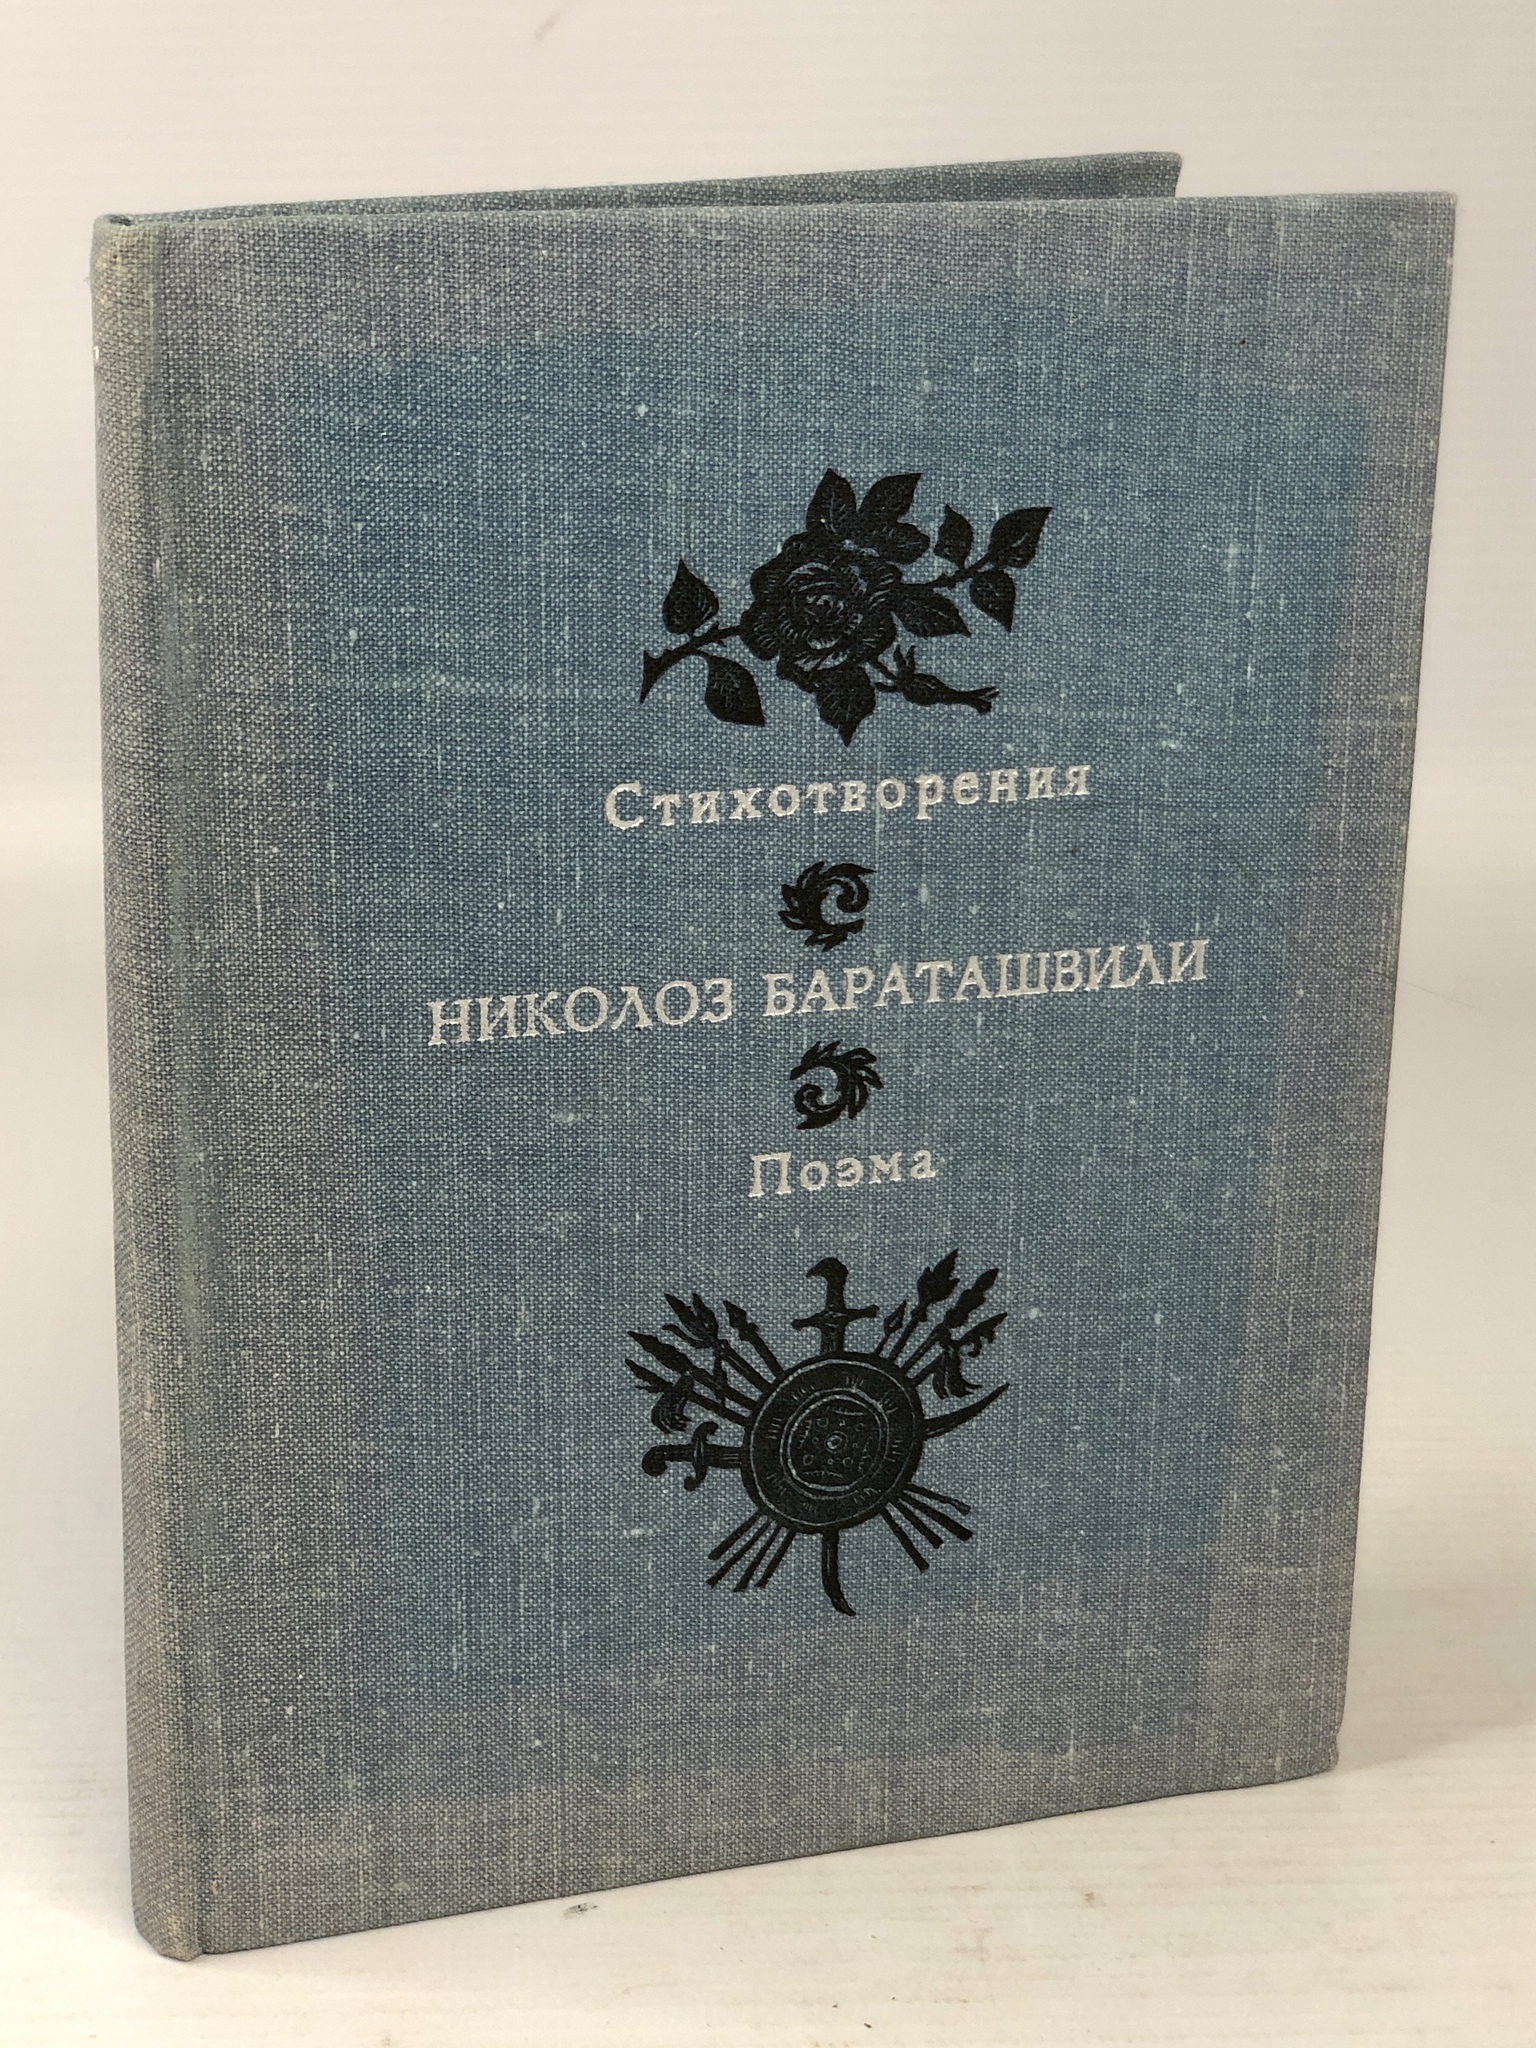 Стихотворения
НИКОЛОЗ БАРАТАШВИЛИ
Поэма